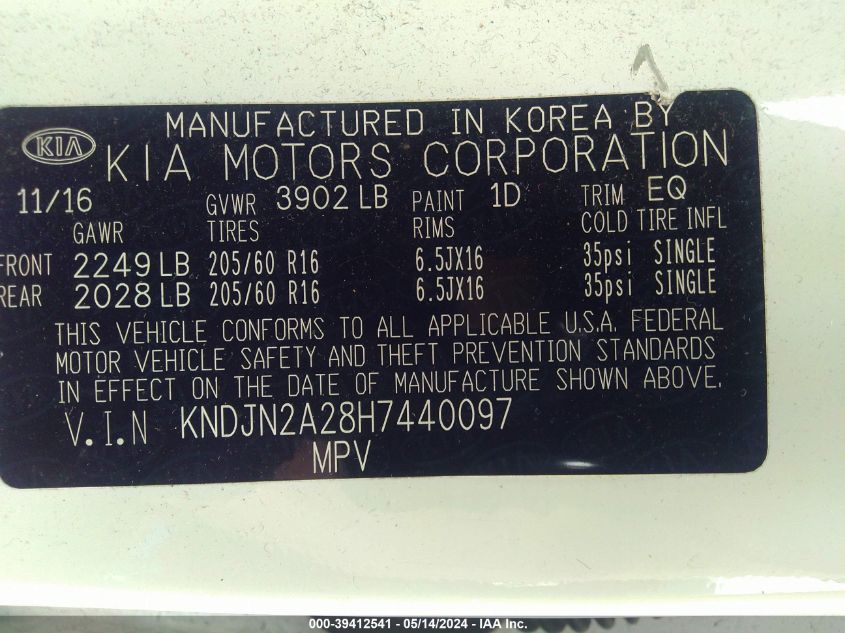 MANUFACTURED IN KOREA BY
KIA KIA MOTORS CORPORATION
11/16 GVWR 3902 LB PAINT 1D TRIM EQ
GAWR TIRES RIMS COLD TIRE INFL
FRONT 2249 LB 205/60 R16 6.5JX16 35psi SINGLE
REAR 2028 LB 205/60 R16 6.5JX16 35psi SINGLE
THIS VEHICLE CONFORMS TO ALL APPLICABLE U.S.A. FEDERAL
MOTOR VEHICLE SAFETY AND THEFT PREVENTION STANDARDS
IN EFFECT ON THE DATE OF MANUFACTURE SHOWN ABOVE.
V.I.N KNDJN2A28H7440097
MPV
000-39412541 - 05/14/2024 - IAA Inc.